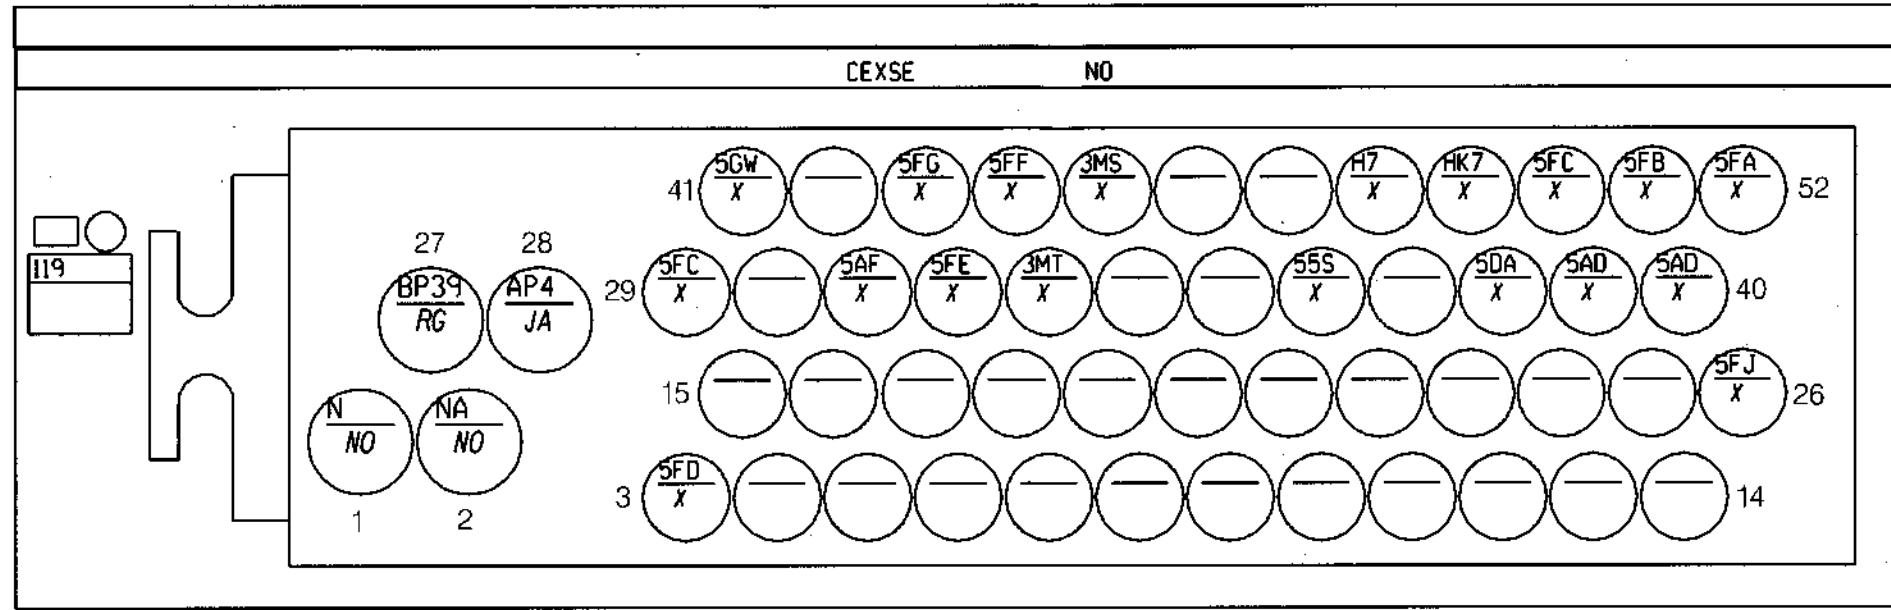 CEXSE NO
41 5GW X 5FG X 5FF X 3MS X H7 X HK7 X 5FC X 5FB X 5FA X 52
119
27 28
BP39 RG AP4 JA
29 5FC X 5AF X 5FE X 3MT X 55S X 5DA X 5AD X 5AD X 40
15 5FJ X 26
N NO NA NO
3 5FD X 14
1 2